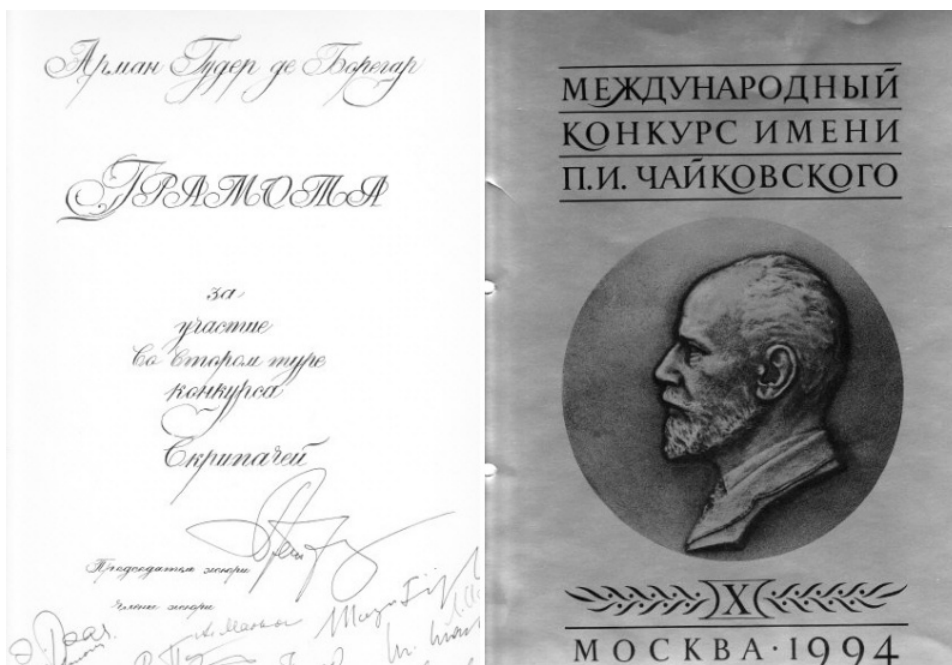 Арман Гудер де Борегар
ГРАМОТА
за
участие
во втором туре
конкурса
Скрипачей
Председатель жюри
Члены жюри
МЕЖДУНАРОДНЫЙ
КОНКУРС ИМЕНИ
П.И. ЧАЙКОВСКОГО
X
МОСКВА · 1994